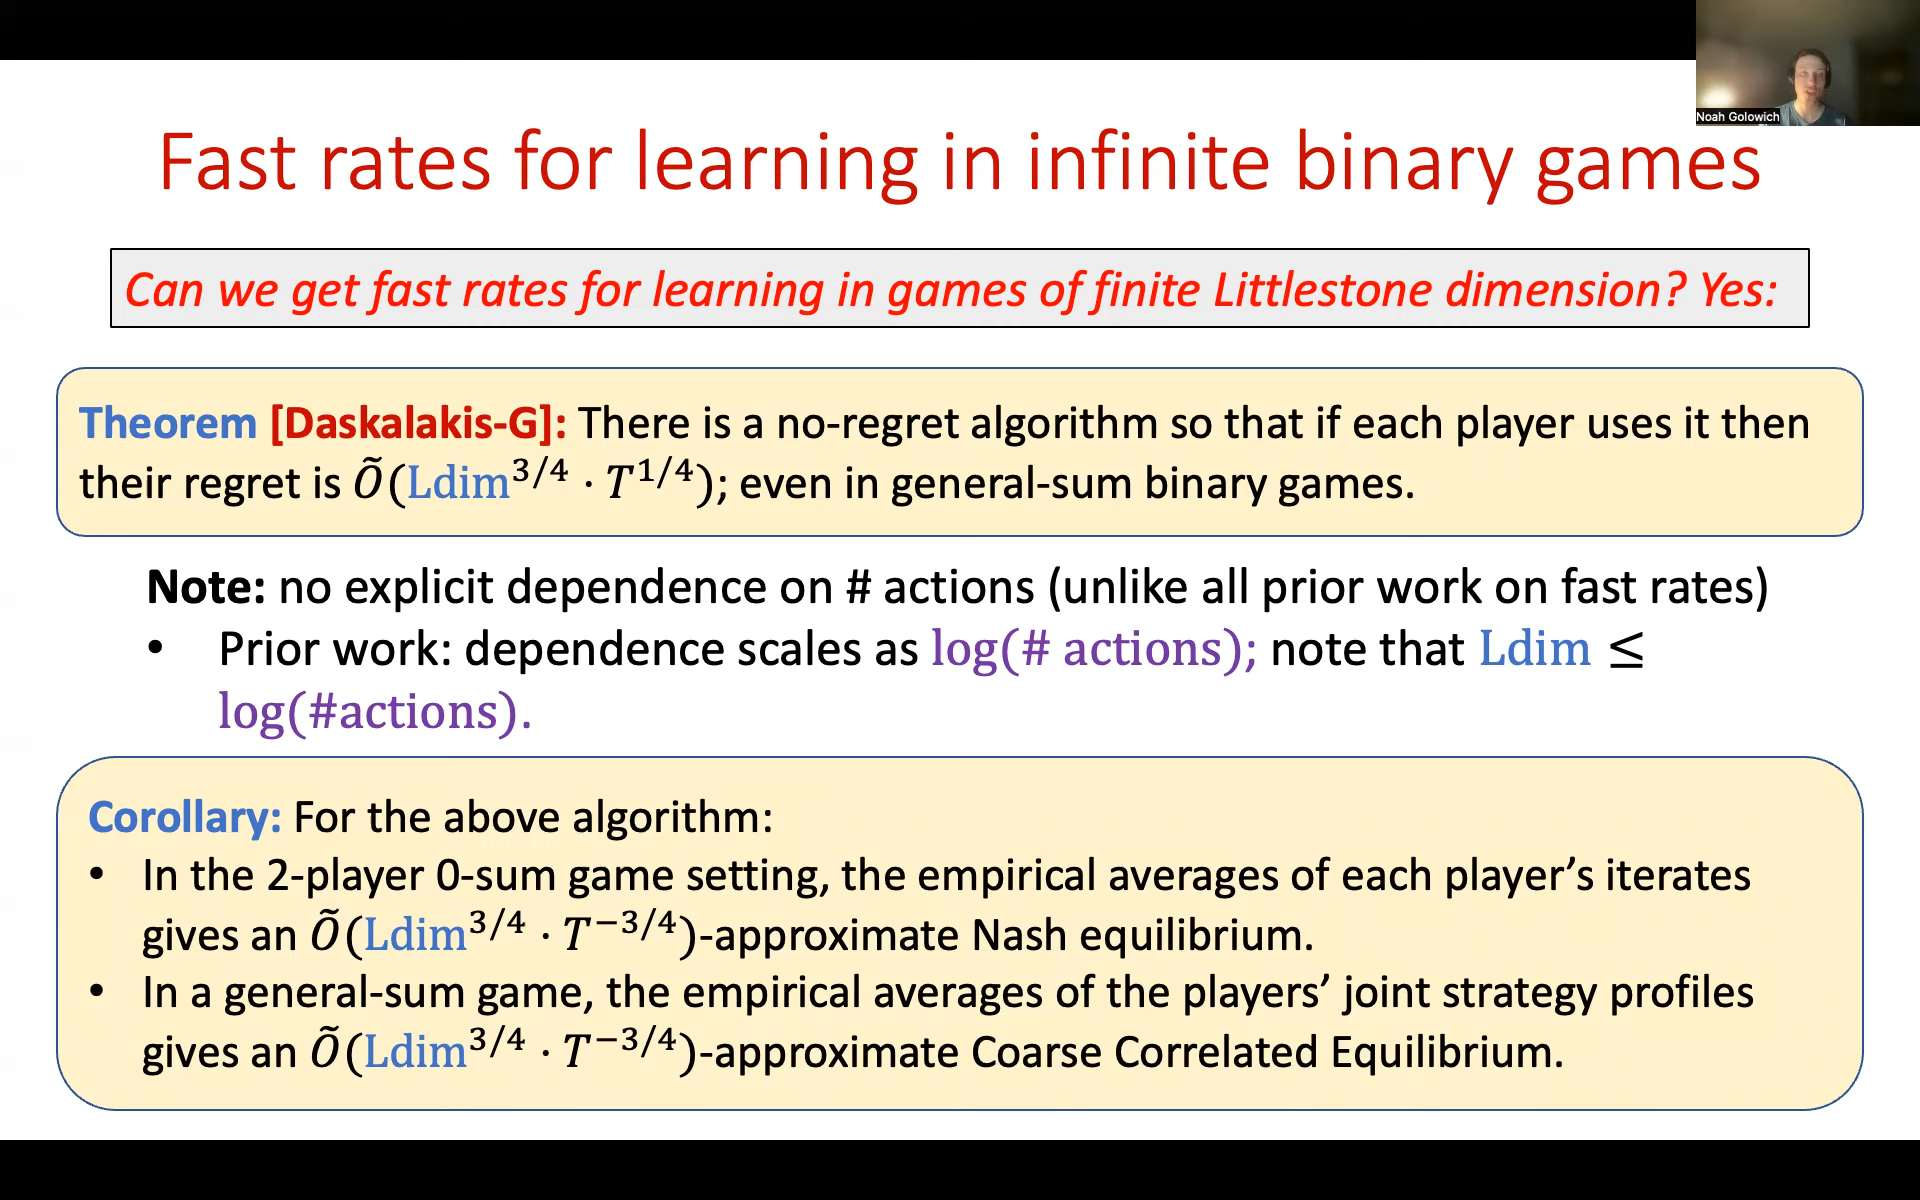 Noah Golowich
Fast rates for learning in infinite binary games
Can we get fast rates for learning in games of finite Littlestone dimension? Yes:
Theorem [Daskalakis-G]: There is a no-regret algorithm so that if each player uses it then
their regret is Õ(Ldim^{3/4} · T^{1/4}); even in general-sum binary games.
Note: no explicit dependence on # actions (unlike all prior work on fast rates)
• Prior work: dependence scales as log(# actions); note that Ldim ≤
log(#actions).
Corollary: For the above algorithm:
• In the 2-player 0-sum game setting, the empirical averages of each player’s iterates
gives an Õ(Ldim^{3/4} · T^{−3/4})-approximate Nash equilibrium.
• In a general-sum game, the empirical averages of the players’ joint strategy profiles
gives an Õ(Ldim^{3/4} · T^{−3/4})-approximate Coarse Correlated Equilibrium.